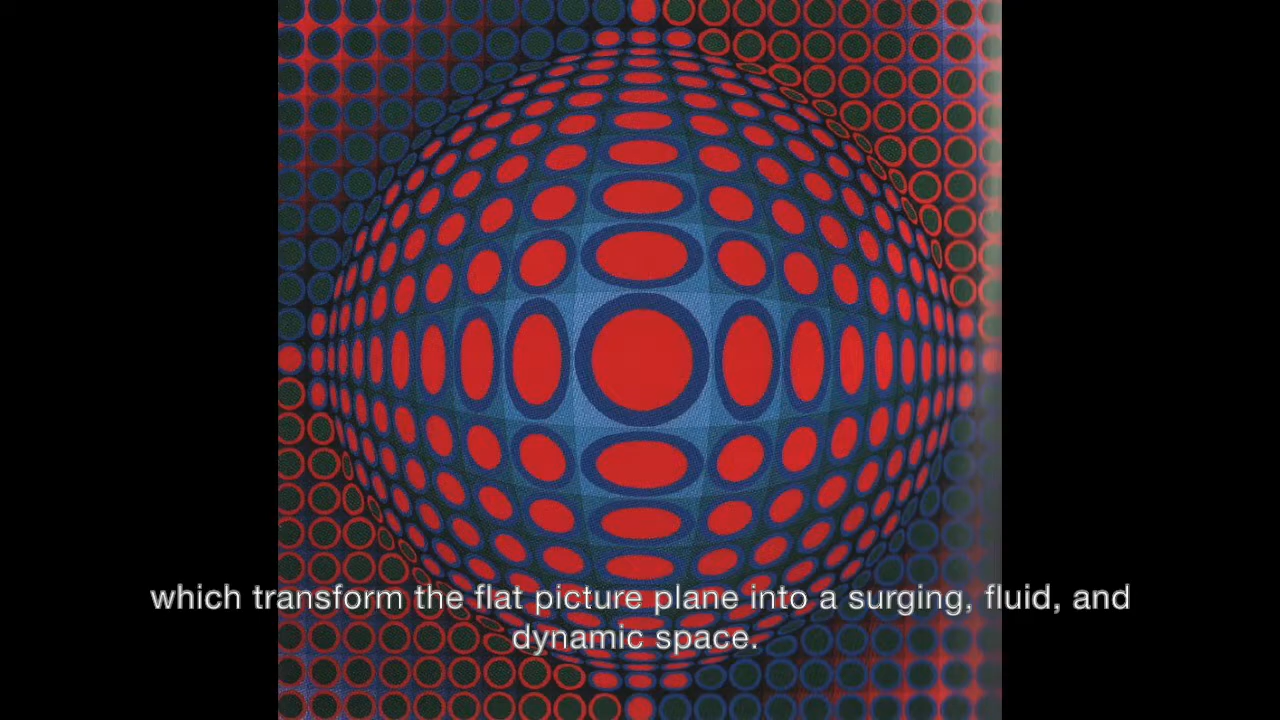 which transform the flat picture plane into a surging, fluid, and
dynamic space.